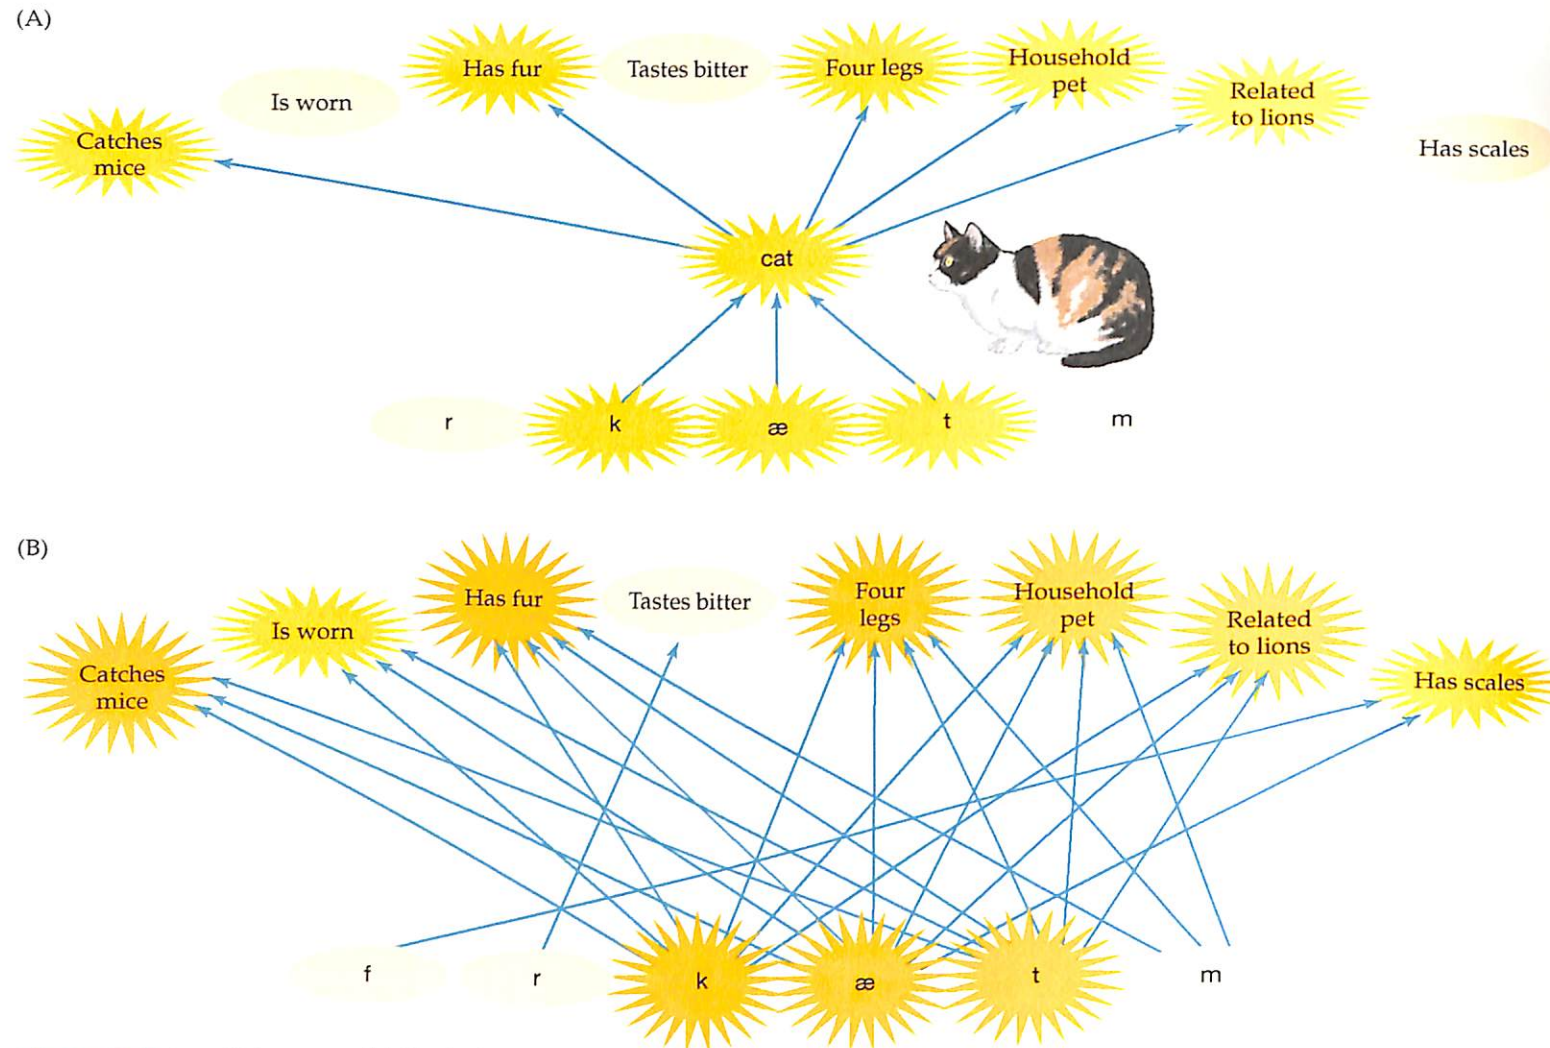 (A)
Has fur
Tastes bitter
Four legs
Household
pet
Is worn
Related
to lions
Catches
mice
Has scales
cat
r
k
æ
t
m
(B)
Has fur
Tastes bitter
Four
legs
Household
pet
Is worn
Related
to lions
Catches
mice
Has scales
f
r
k
æ
t
m